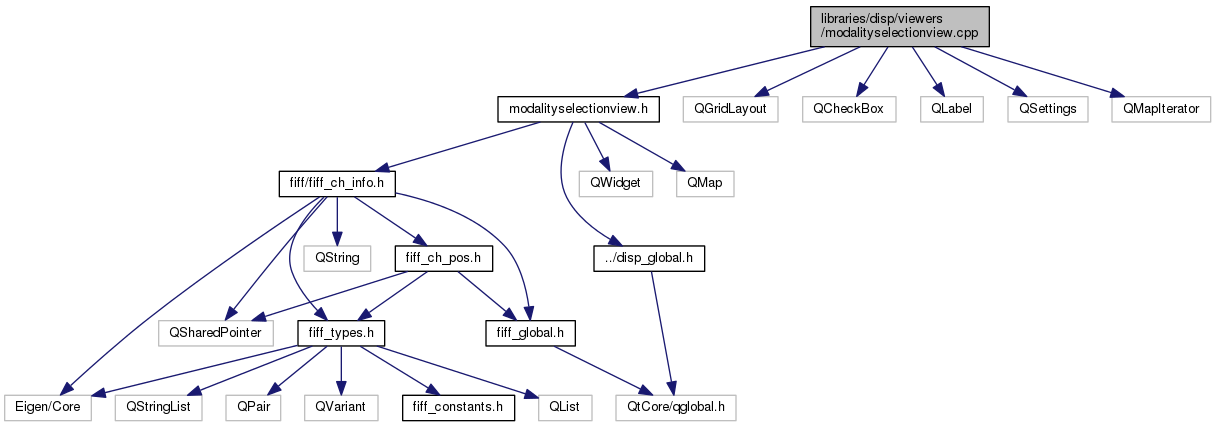 libraries/disp/viewers
/modalityselectionview.cpp
modalityselectionview.h
QGridLayout
QCheckBox
QLabel
QSettings
QMapIterator
fiff/fiff_ch_info.h
QWidget
QMap
QString
fiff_ch_pos.h
../disp_global.h
QSharedPointer
fiff_types.h
fiff_global.h
Eigen/Core
QStringList
QPair
QVariant
fiff_constants.h
QList
QtCore/qglobal.h